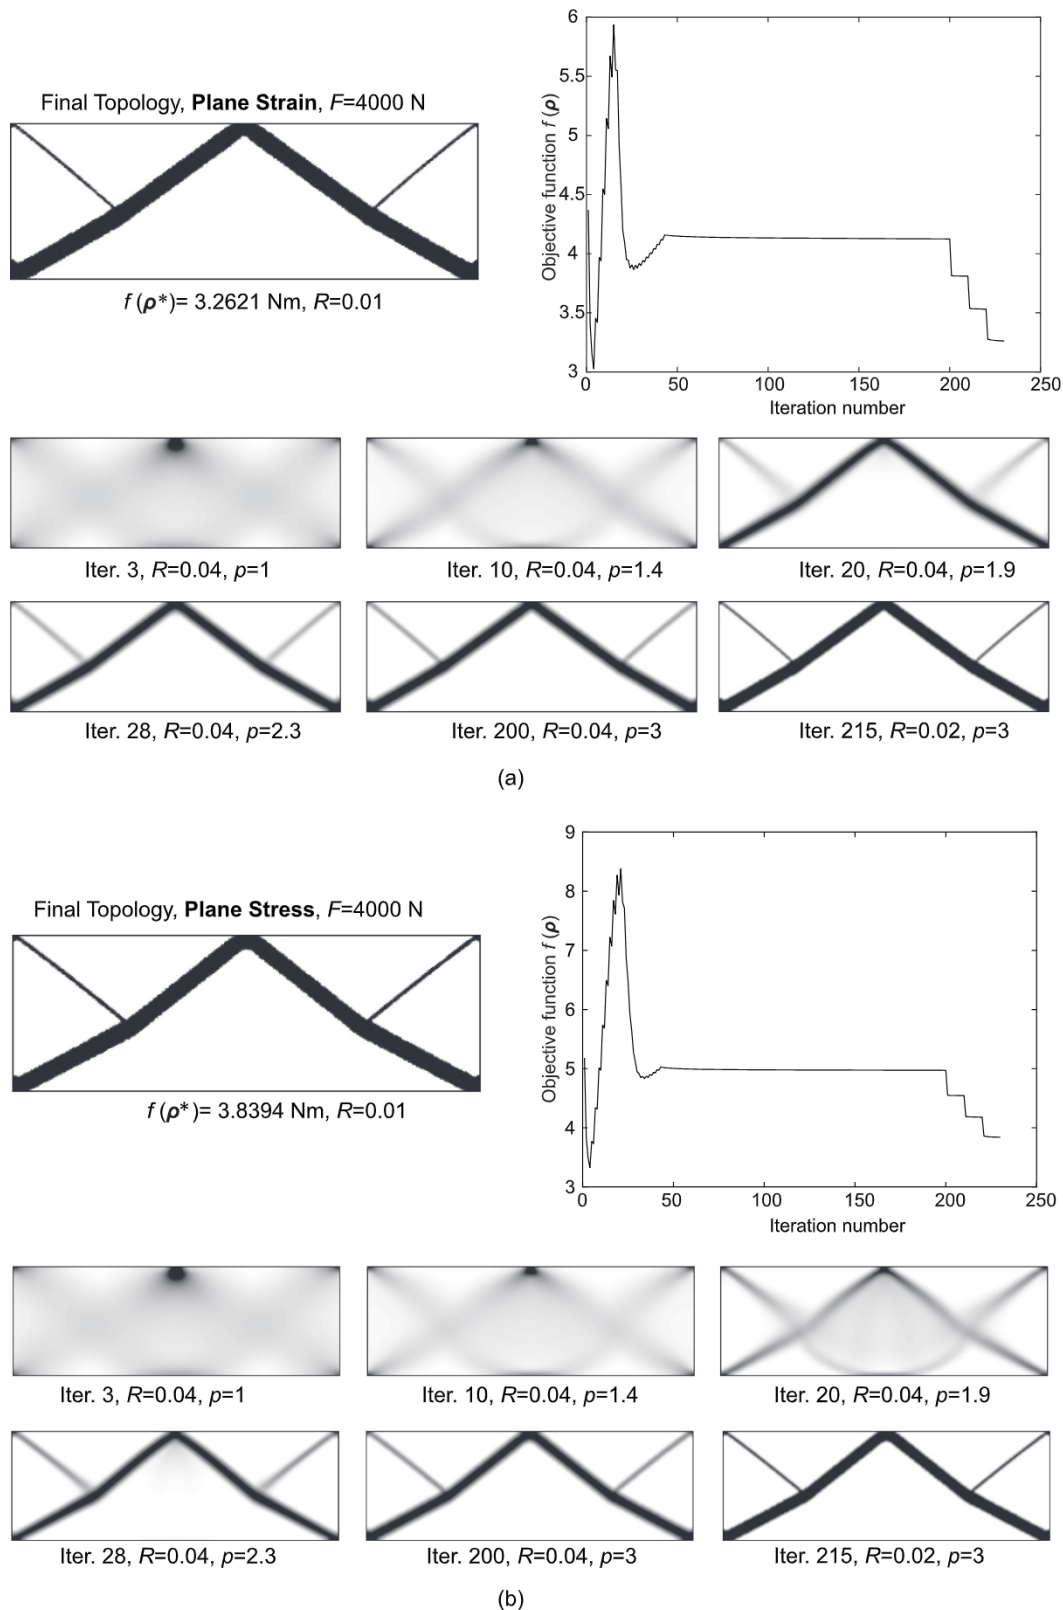 Final Topology, Plane Strain, F=4000 N
f (ρ*)= 3.2621 Nm, R=0.01
Objective function f (ρ)
6
5.5
5
4.5
4
3.5
3
0
50
100
150
200
250
Iteration number
Iter. 3, R=0.04, p=1
Iter. 10, R=0.04, p=1.4
Iter. 20, R=0.04, p=1.9
Iter. 28, R=0.04, p=2.3
Iter. 200, R=0.04, p=3
Iter. 215, R=0.02, p=3
(a)
Final Topology, Plane Stress, F=4000 N
f (ρ*)= 3.8394 Nm, R=0.01
Objective function f (ρ)
9
8
7
6
5
4
3
0
50
100
150
200
250
Iteration number
Iter. 3, R=0.04, p=1
Iter. 10, R=0.04, p=1.4
Iter. 20, R=0.04, p=1.9
Iter. 28, R=0.04, p=2.3
Iter. 200, R=0.04, p=3
Iter. 215, R=0.02, p=3
(b)